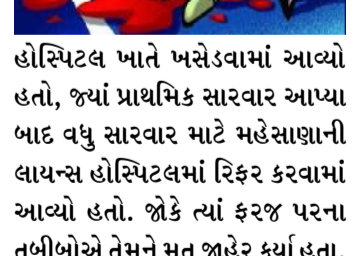 હોસ્પિટલ ખાતે ખસેડવામાં આવ્યો
હતો, જ્યાં પ્રાથમિક સારવાર આપ્યા
બાદ વધુ સારવાર માટે મહેસાણાની
લાયન્સ હોસ્પિટલમાં રિફર કરવામાં
આવ્યો હતો. જોકે ત્યાં ફરજ પરના
તબીબોએ તેમને મૃત જાહેર કર્યા હતા.